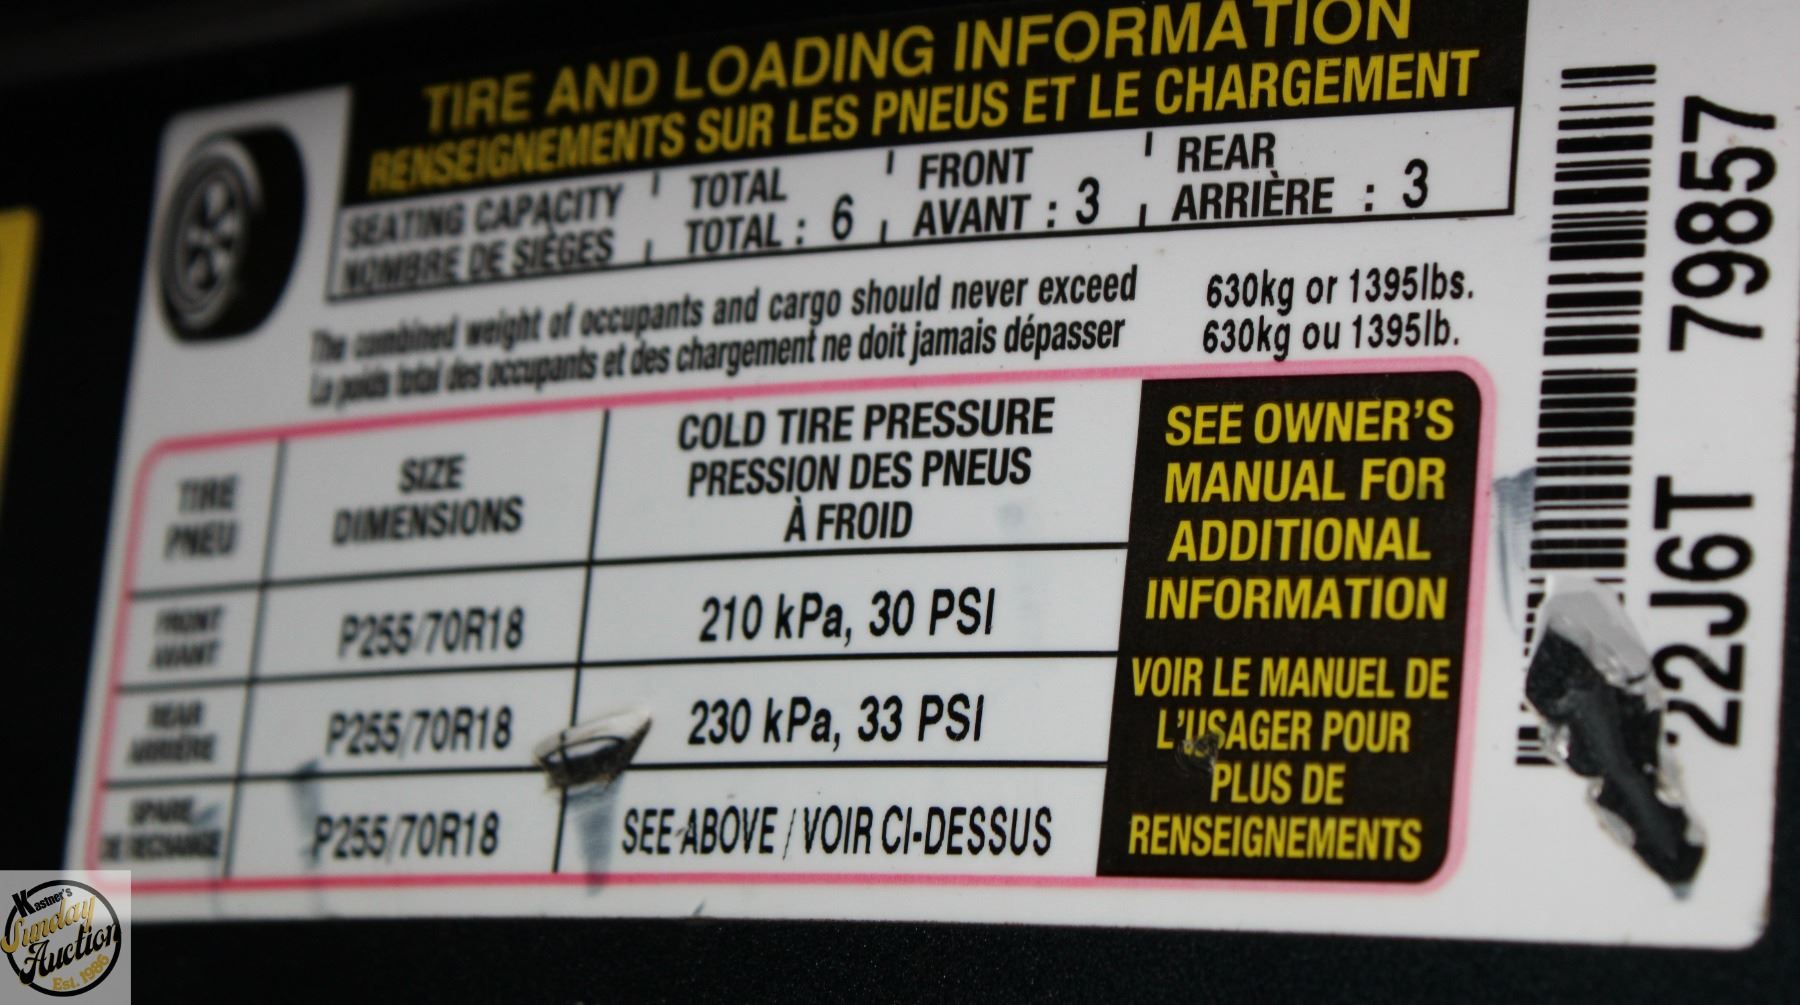 TIRE AND LOADING INFORMATION
RENSEIGNEMENTS SUR LES PNEUS ET LE CHARGEMENT
SEATING CAPACITY
NOMBRE DE SIÈGES
TOTAL
TOTAL : 6
FRONT
AVANT : 3
REAR
ARRIÈRE : 3
The combined weight of occupants and cargo should never exceed 630kg or 1395lbs.
Le poids total des occupants et des chargement ne doit jamais dépasser 630kg ou 1395lb.
TIRE
PNEU
SIZE
DIMENSIONS
COLD TIRE PRESSURE
PRESSION DES PNEUS
À FROID
FRONT
AVANT
P255/70R18
210 kPa, 30 PSI
REAR
ARRIÈRE
P255/70R18
230 kPa, 33 PSI
SPARE
DE RECHANGE
P255/70R18
SEE ABOVE / VOIR CI-DESSUS
SEE OWNER'S
MANUAL FOR
ADDITIONAL
INFORMATION
VOIR LE MANUEL DE
L'USAGER POUR
PLUS DE
RENSEIGNEMENTS
22J6T 79857
Kastner's
Sunday
Auction
Est. 1986